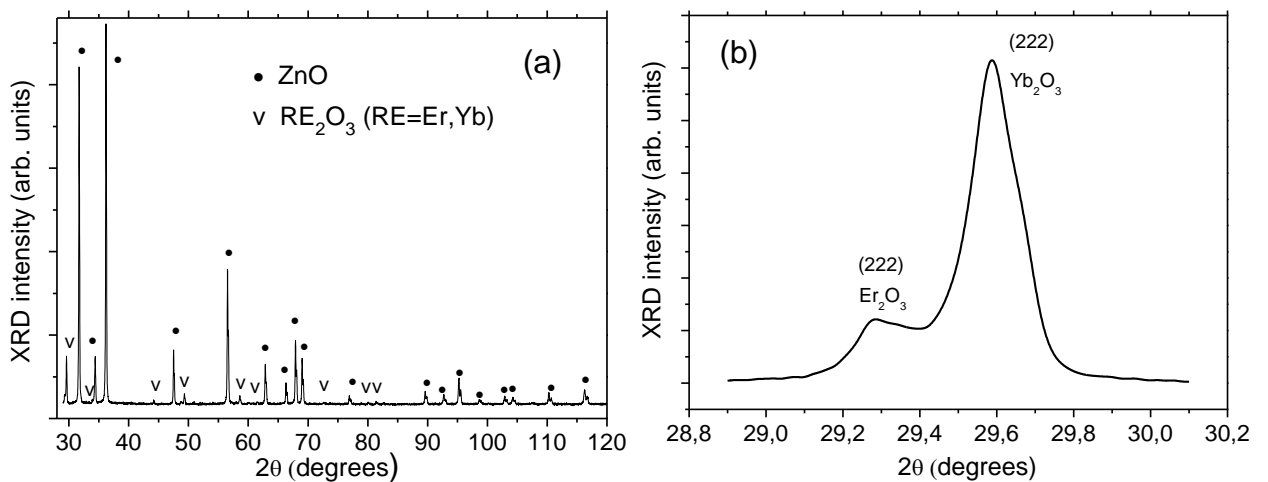 (a)
● ZnO
v RE₂O₃ (RE=Er,Yb)
v v v v v v v v v
XRD intensity (arb. units)
30 40 50 60 70 80 90 100 110 120
2θ (degrees)
(b)
(222)
Yb₂O₃
(222)
Er₂O₃
XRD intensity (arb. units)
28,8 29,0 29,2 29,4 29,6 29,8 30,0 30,2
2θ (degrees)